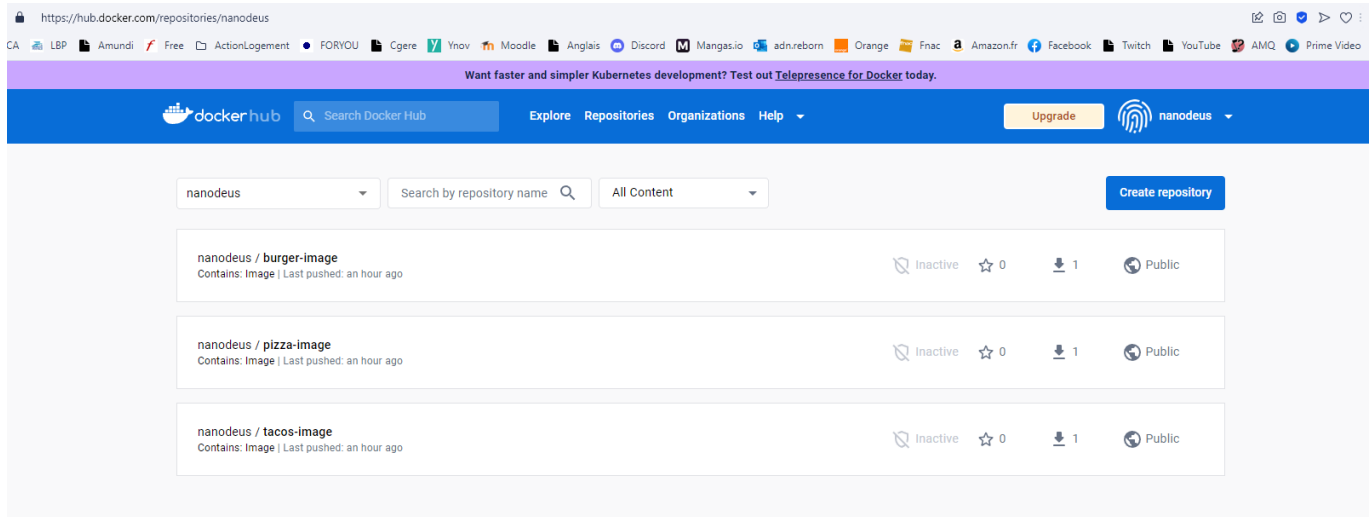 https://hub.docker.com/repositories/nanodeus
CA LBP Amundi Free ActionLogement FORYOU Cgere Ynov Moodle Anglais Discord Mangas.io adn.reborn Orange Fnac Amazon.fr Facebook Twitch YouTube AMQ Prime Video
Want faster and simpler Kubernetes development? Test out Telepresence for Docker today.
dockerhub Search Docker Hub Explore Repositories Organizations Help Upgrade nanodeus
nanodeus Search by repository name All Content Create repository
nanodeus / burger-image
Contains: Image | Last pushed: an hour ago
Inactive 0 1 Public
nanodeus / pizza-image
Contains: Image | Last pushed: an hour ago
Inactive 0 1 Public
nanodeus / tacos-image
Contains: Image | Last pushed: an hour ago
Inactive 0 1 Public